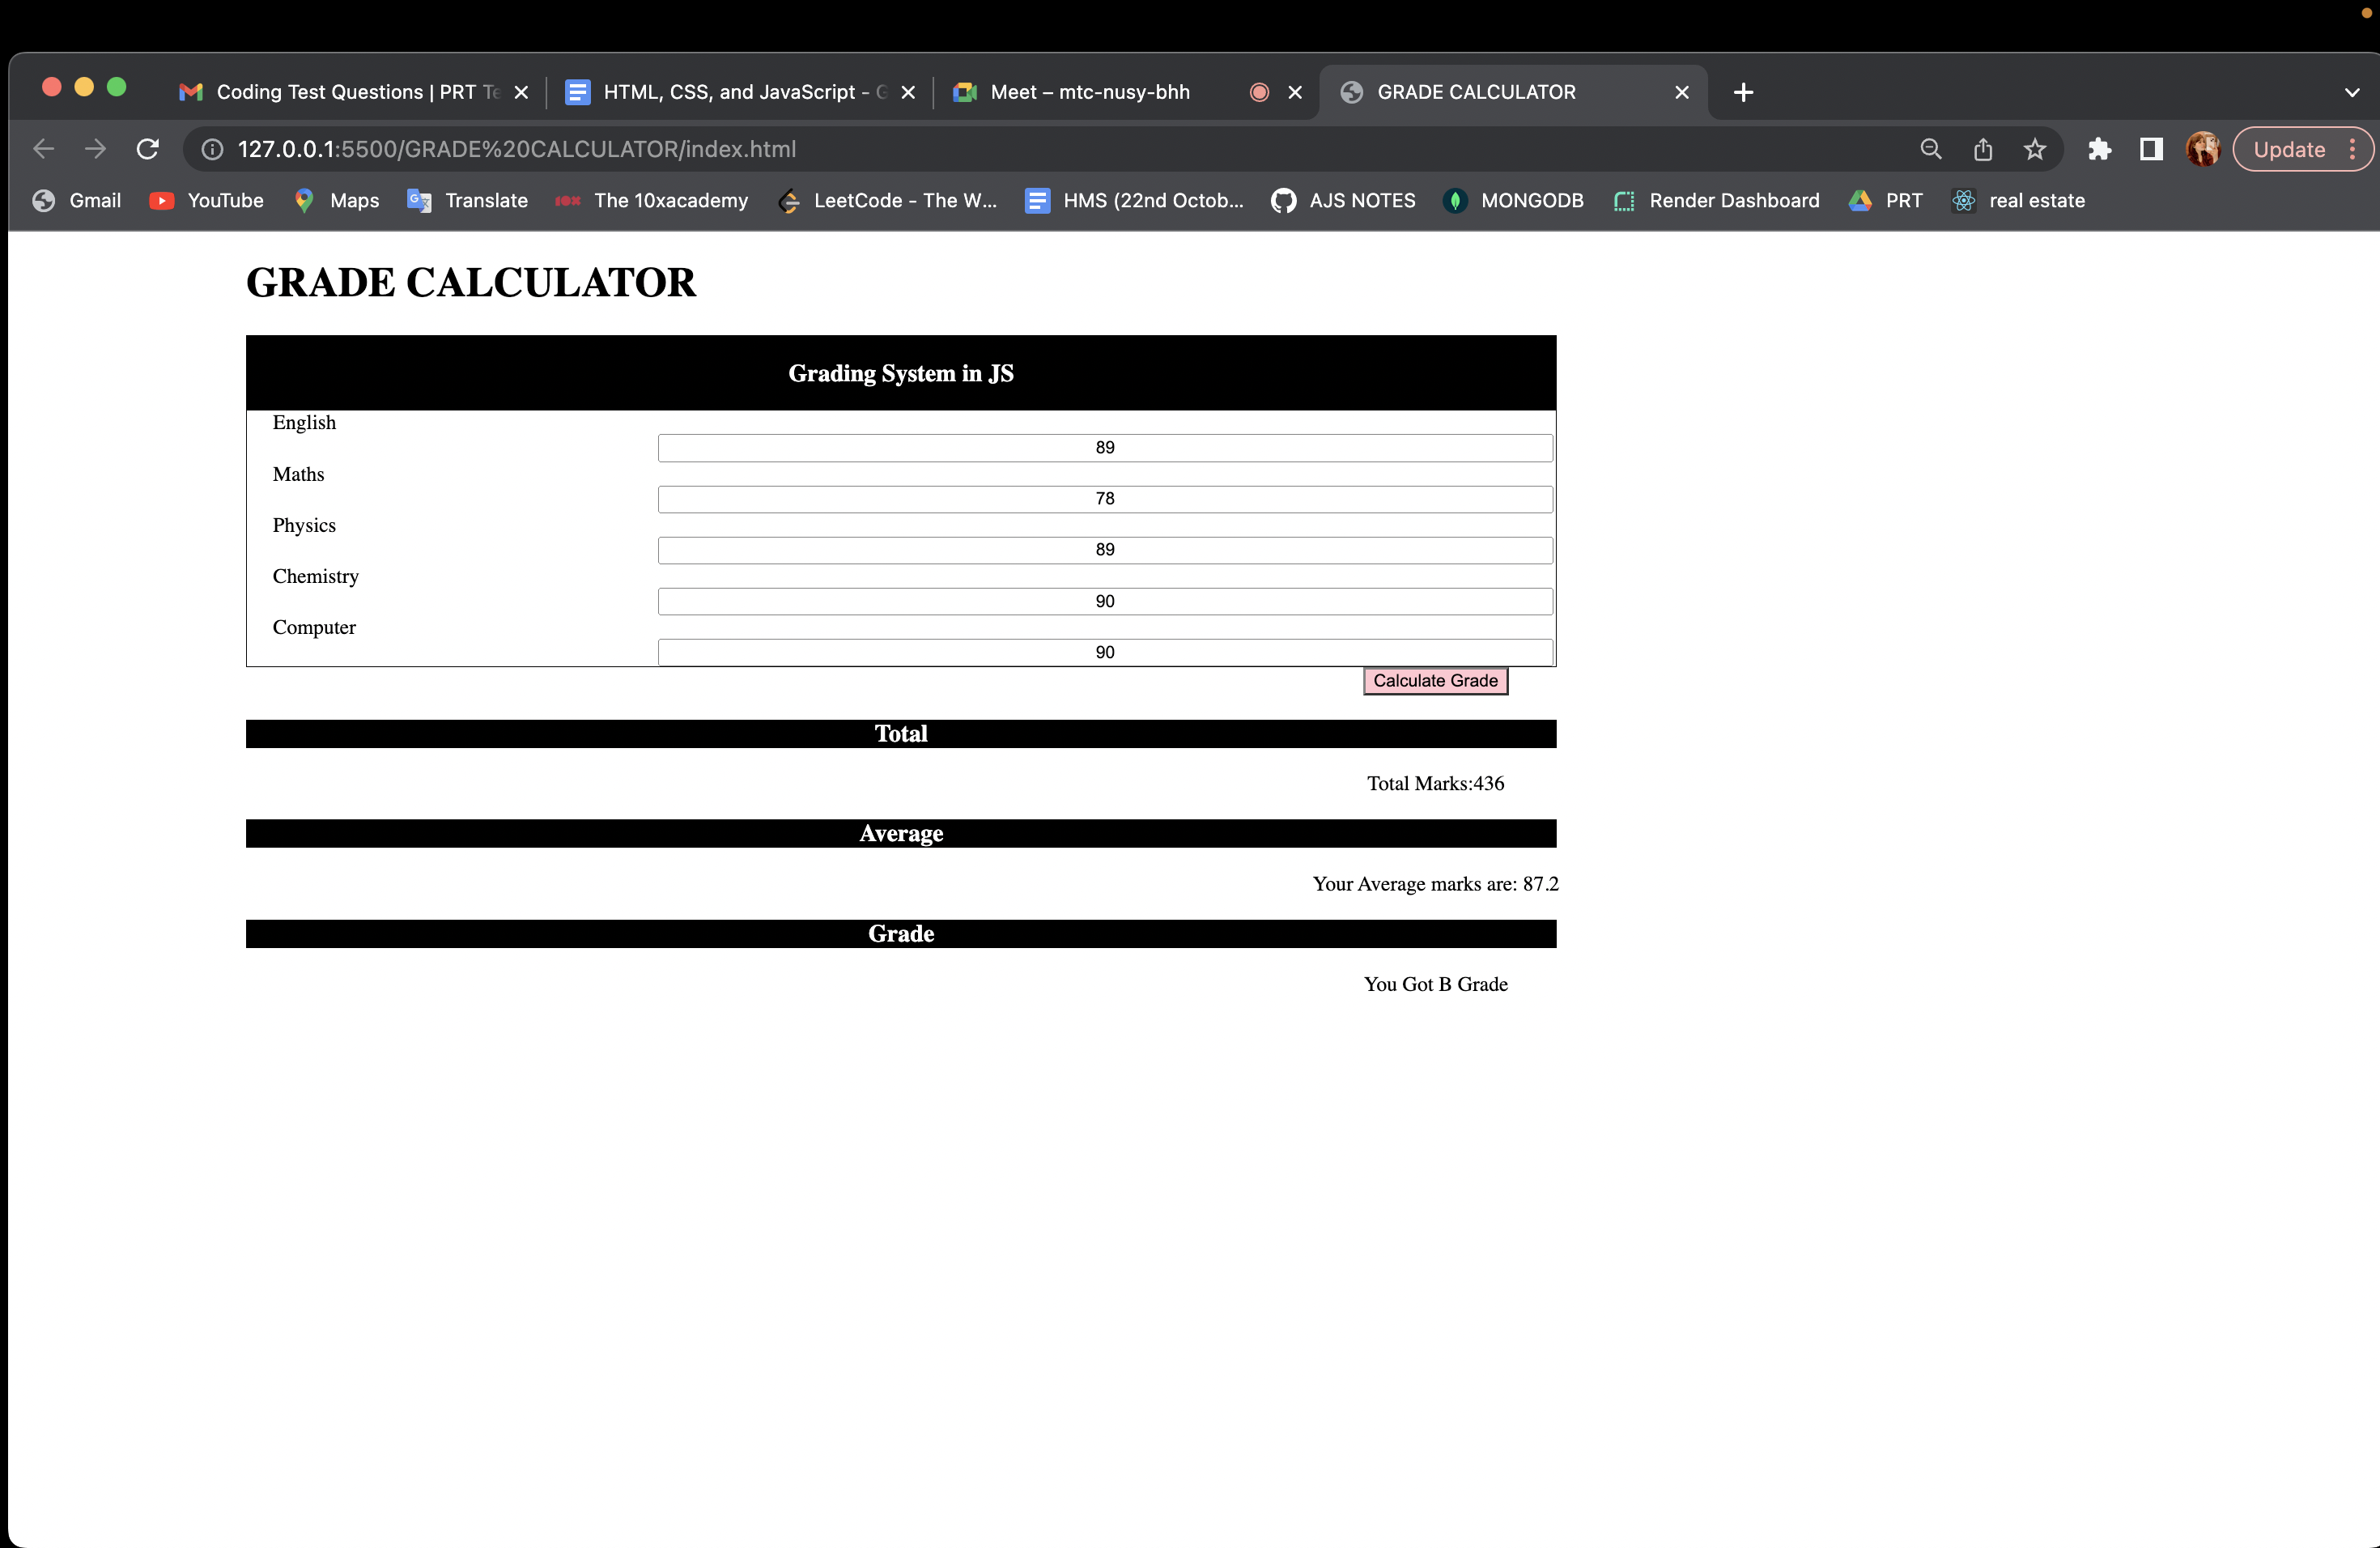 Coding Test Questions | PRT Te
HTML, CSS, and JavaScript - G
Meet – mtc-nusy-bhh
GRADE CALCULATOR
127.0.0.1:5500/GRADE%20CALCULATOR/index.html
Update
Gmail
YouTube
Maps
Translate
The 10xacademy
LeetCode - The W...
HMS (22nd Octob...
AJS NOTES
MONGODB
Render Dashboard
PRT
real estate
GRADE CALCULATOR
Grading System in JS
English
89
Maths
78
Physics
89
Chemistry
90
Computer
90
Calculate Grade
Total
Total Marks:436
Average
Your Average marks are: 87.2
Grade
You Got B Grade